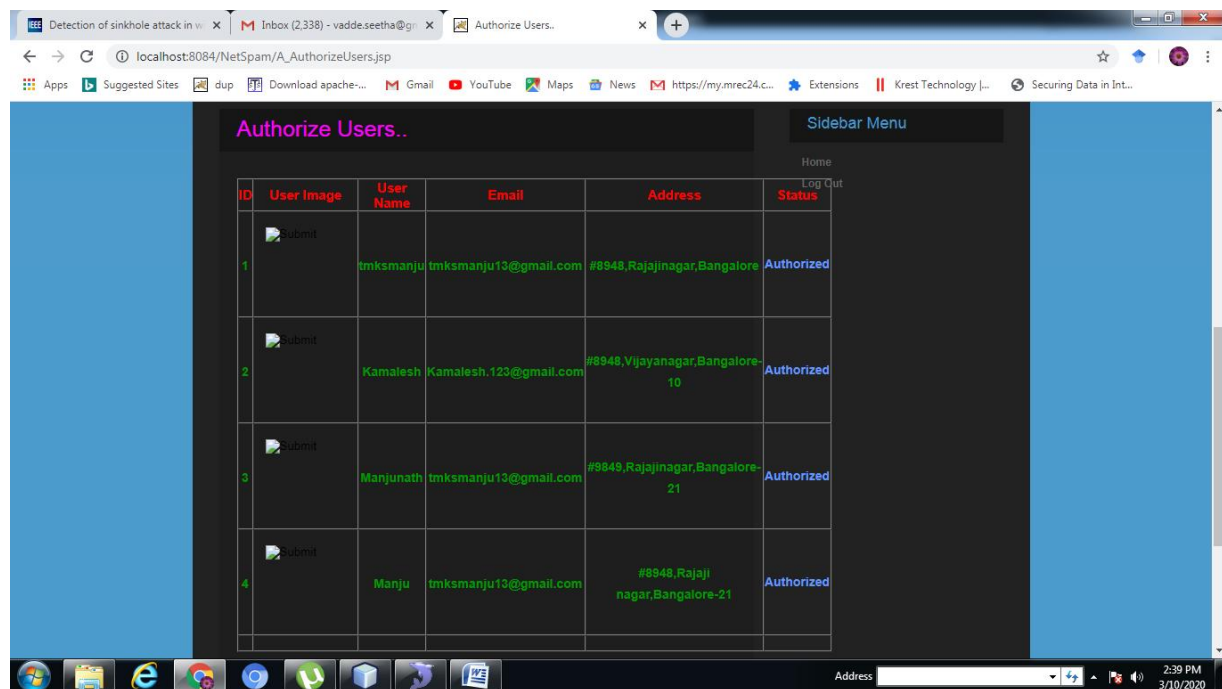 Detection of sinkhole attack in w
Inbox (2,338) - vadde.seetha@gm
Authorize Users..
localhost:8084/NetSpam/A_AuthorizeUsers.jsp
Apps Suggested Sites dup Download apache-... Gmail YouTube Maps News https://my.mrec24.c... Extensions Krest Technology |... Securing Data in Int...
Authorize Users..
Sidebar Menu
Home
Log Out
ID User Image User Name Email Address Status
Submit
1 tmksmanju tmksmanju13@gmail.com #8948,Rajajinagar,Bangalore Authorized
Submit
2 Kamalesh Kamalesh.123@gmail.com #8948,Vijayanagar,Bangalore-
10
Authorized
Submit
3 Manjunath tmksmanju13@gmail.com #9849,Rajajinagar,Bangalore-
21
Authorized
Submit
4 Manju tmksmanju13@gmail.com #8948,Rajaji
nagar,Bangalore-21
Authorized
Address
2:39 PM
3/10/2020